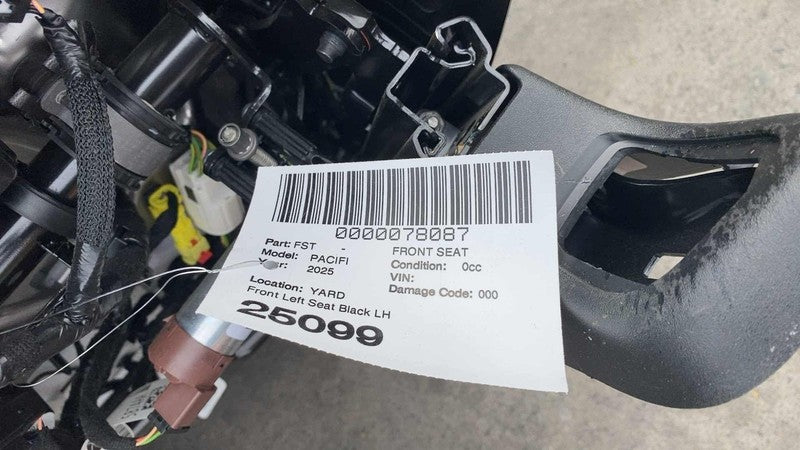 0000078087
Part: FST - FRONT SEAT
Model: PACIFI Condition: 0cc
2025 VIN:
Location: YARD Damage Code: 000
Front Left Seat Black LH
25099